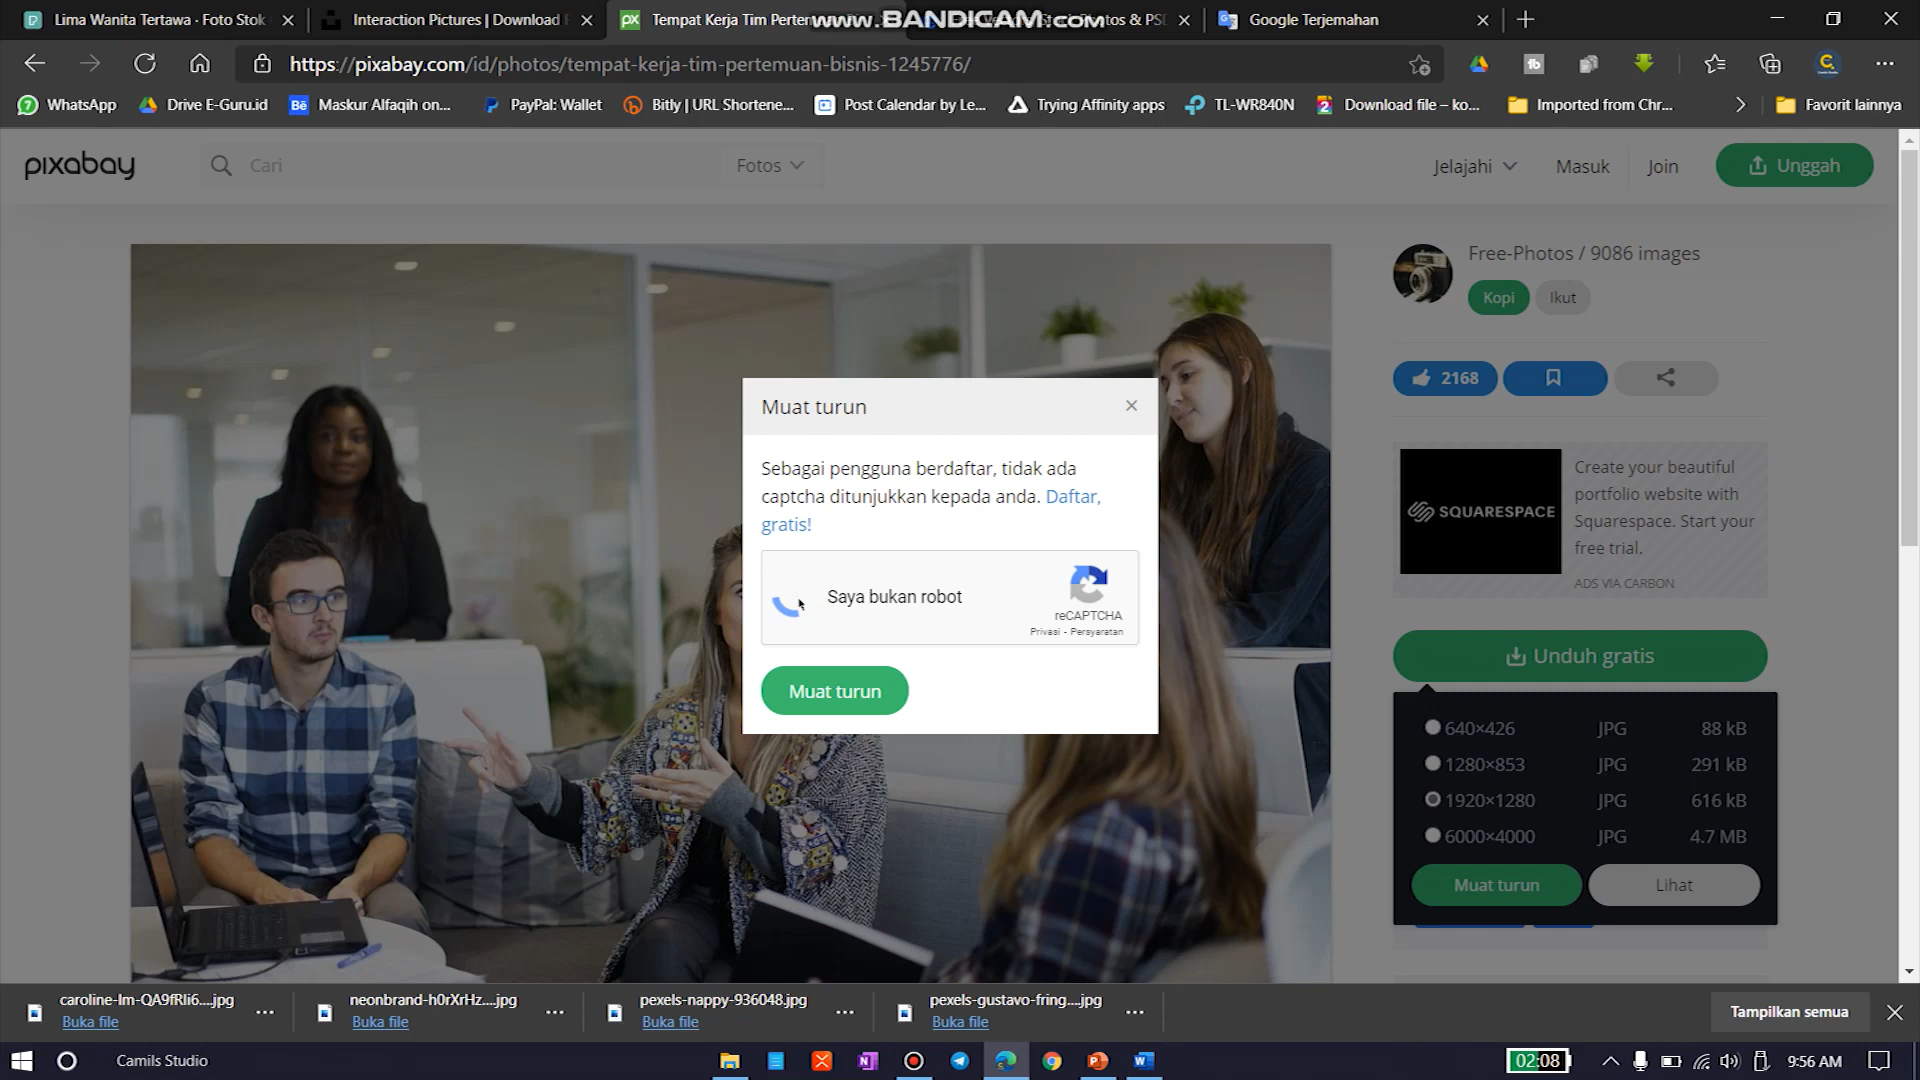 Lima Wanita Tertawa - Foto Stok
Interaction Pictures | Download F
px Tempat Kerja Tim Perten
www.BANDICAM.com
Photos & PSD
Google Terjemahan
https://pixabay.com/id/photos/tempat-kerja-tim-pertemuan-bisnis-1245776/
WhatsApp
Drive E-Guru.id
Bē Maskur Alfaqih on...
PayPal: Wallet
Bitly | URL Shortene...
Post Calendar by Le...
Trying Affinity apps
TL-WR840N
Download file – ko...
Imported from Chr...
Favorit lainnya
pixabay
Cari
Fotos
Jelajahi
Masuk
Join
Unggah
Free-Photos / 9086 images
Kopi
Ikut
2168
SQUARESPACE
Create your beautiful
portfolio website with
Squarespace. Start your
free trial.
ADS VIA CARBON
Muat turun
Sebagai pengguna berdaftar, tidak ada
captcha ditunjukkan kepada anda. Daftar,
gratis!
Saya bukan robot
reCAPTCHA
Privasi - Persyaratan
Muat turun
Unduh gratis
640×426 JPG 88 kB
1280×853 JPG 291 kB
1920×1280 JPG 616 kB
6000×4000 JPG 4.7 MB
Muat turun
Lihat
caroline-lm-QA9fRli6....jpg
Buka file
neonbrand-h0rXrHz....jpg
Buka file
pexels-nappy-936048.jpg
Buka file
pexels-gustavo-fring....jpg
Buka file
Tampilkan semua
Camils Studio
02:08
9:56 AM